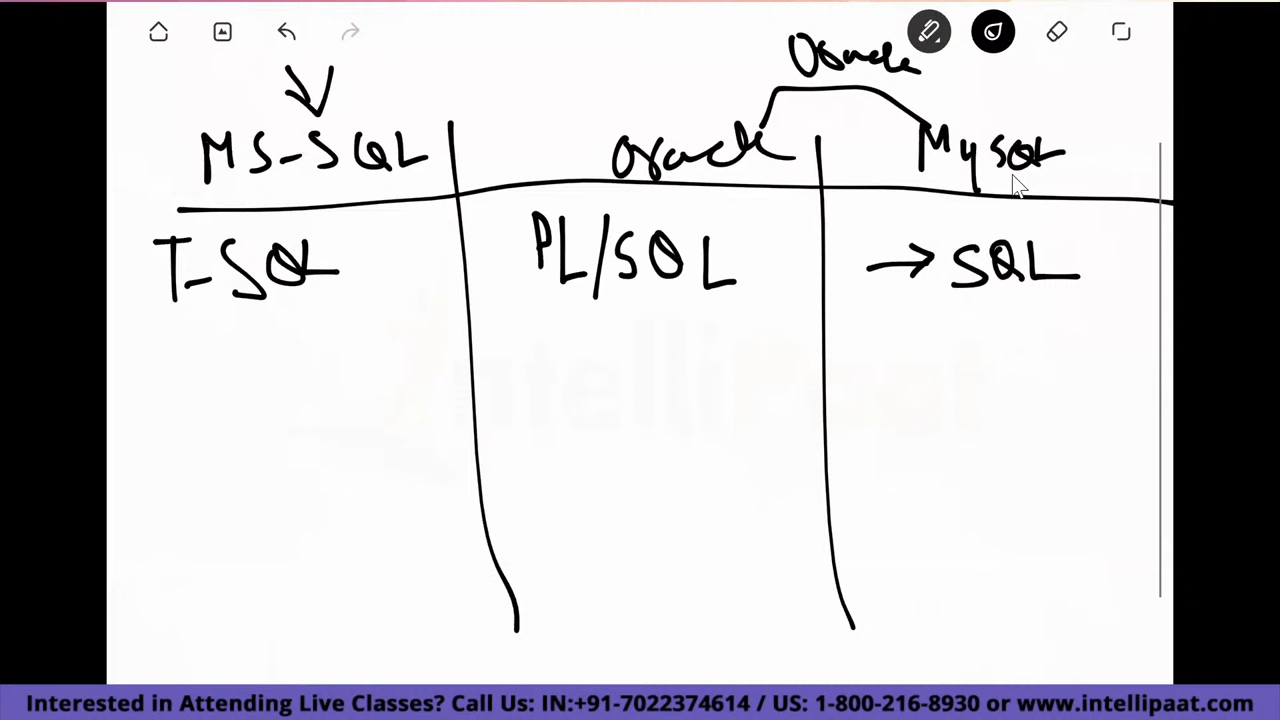 Oracle
MS-SQL Oracle MySQL
T-SQL PL/SQL → SQL
IntelliPaat
Interested in Attending Live Classes? Call Us: IN:+91-7022374614 / US: 1-800-216-8930 or www.intellipaat.com